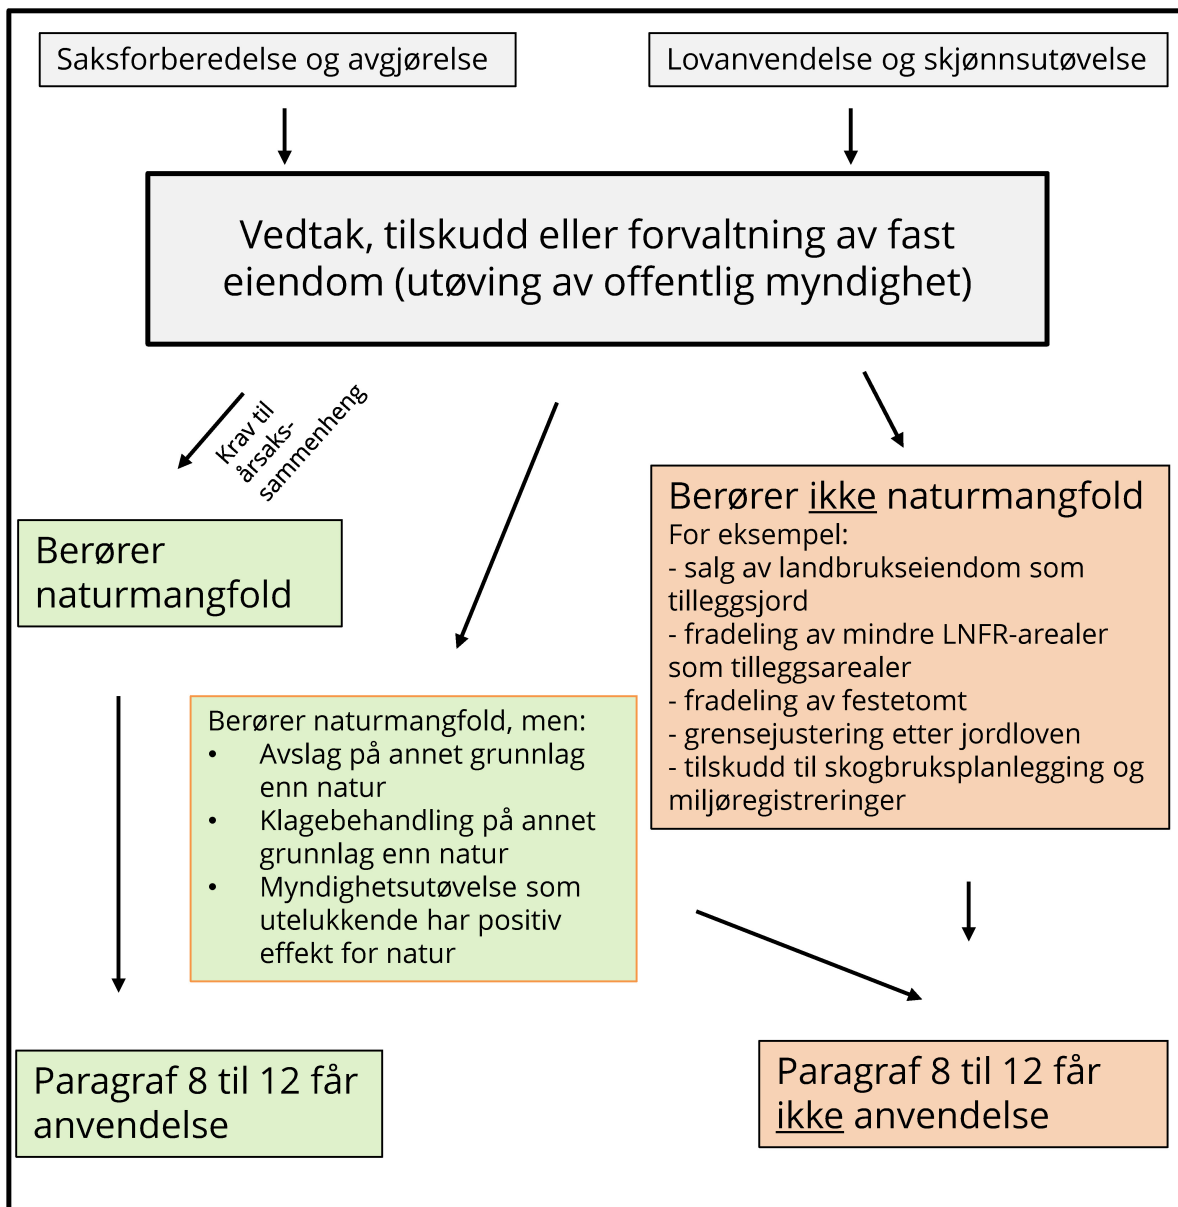 Saksforberedelse og avgjørelse
Lovanvendelse og skjønnsutøvelse
Vedtak, tilskudd eller forvaltning av fast
eiendom (utøving av offentlig myndighet)
Krav til
årsaks-
sammenheng
Berører
naturmangfold
Berører naturmangfold, men:
• Avslag på annet grunnlag
enn natur
• Klagebehandling på annet
grunnlag enn natur
• Myndighetsutøvelse som
utelukkende har positiv
effekt for natur
Berører ikke naturmangfold
For eksempel:
- salg av landbrukseiendom som
tilleggsjord
- fradeling av mindre LNFR-arealer
som tilleggsarealer
- fradeling av festetomt
- grensejustering etter jordloven
- tilskudd til skogbruksplanlegging og
miljøregistreringer
Paragraf 8 til 12 får
anvendelse
Paragraf 8 til 12 får
ikke anvendelse